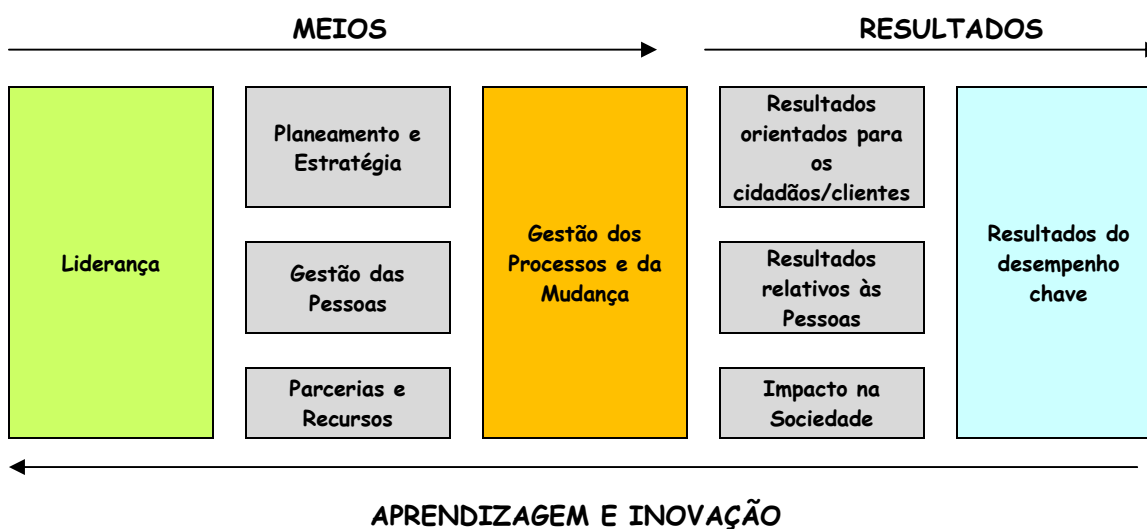 MEIOS
RESULTADOS
Liderança
Planeamento e
Estratégia
Gestão das
Pessoas
Parcerias e
Recursos
Gestão dos
Processos e da
Mudança
Resultados
orientados para
os
cidadãos/clientes
Resultados
relativos às
Pessoas
Impacto na
Sociedade
Resultados do
desempenho
chave
APRENDIZAGEM E INOVAÇÃO